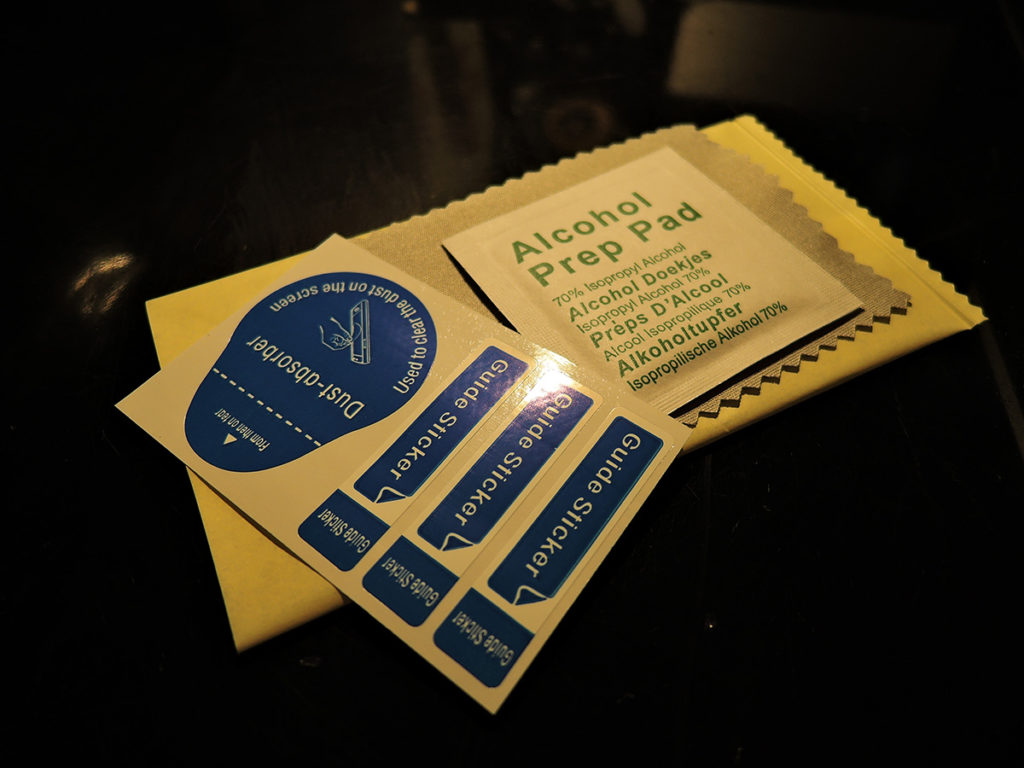 Alcohol
Prep Pad
70% Isopropyl Alcohol
Alcohol Doekjes
Isopropyl Alcohol 70%
Préps D'Alcool
Alcool Isopropilique 70%
Alkoholtupfer
Isopropilische Alkohol 70%
Used to clear the dust on the screen
Dust-absorber
From then on teaf
Guide Sticker
Guide Sticker
Guide Sticker
Guide Sticker
Guide Sticker
Guide Sticker